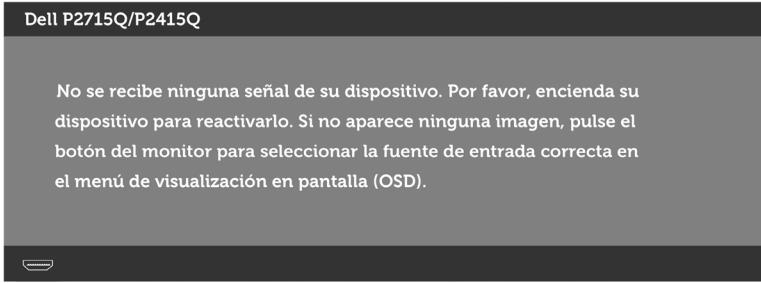 Dell P2715Q/P2415Q
No se recibe ninguna señal de su dispositivo. Por favor, encienda su
dispositivo para reactivarlo. Si no aparece ninguna imagen, pulse el
botón del monitor para seleccionar la fuente de entrada correcta en
el menú de visualización en pantalla (OSD).